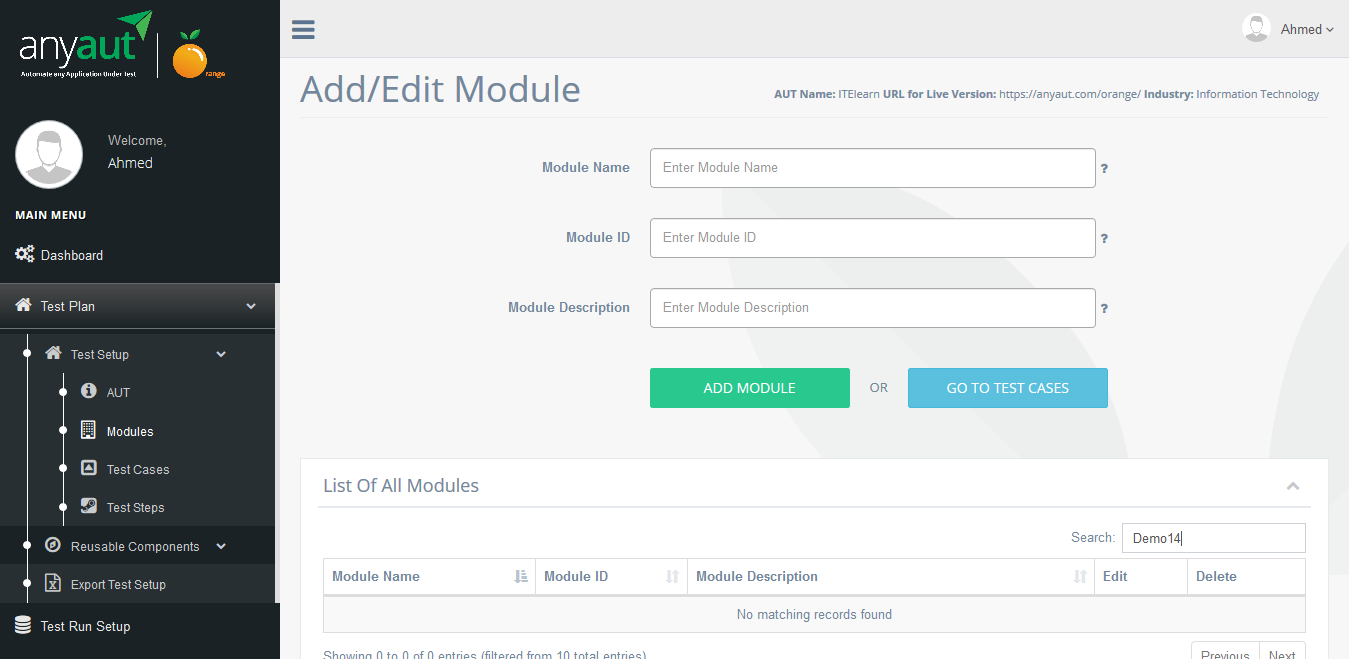 anyaut
Automate any Application Under Test
range
Welcome,
Ahmed
MAIN MENU
Dashboard
Test Plan
Test Setup
AUT
Modules
Test Cases
Test Steps
Reusable Components
Export Test Setup
Test Run Setup
Ahmed
Add/Edit Module
AUT Name: ITElearn URL for Live Version: https://anyaut.com/orange/ Industry: Information Technology
Module Name Enter Module Name ?
Module ID Enter Module ID ?
Module Description Enter Module Description ?
ADD MODULE OR GO TO TEST CASES
List Of All Modules
Search: Demo14
Module Name Module ID Module Description Edit Delete
No matching records found
Showing 0 to 0 of 0 entries (filtered from 10 total entries)
Previous Next